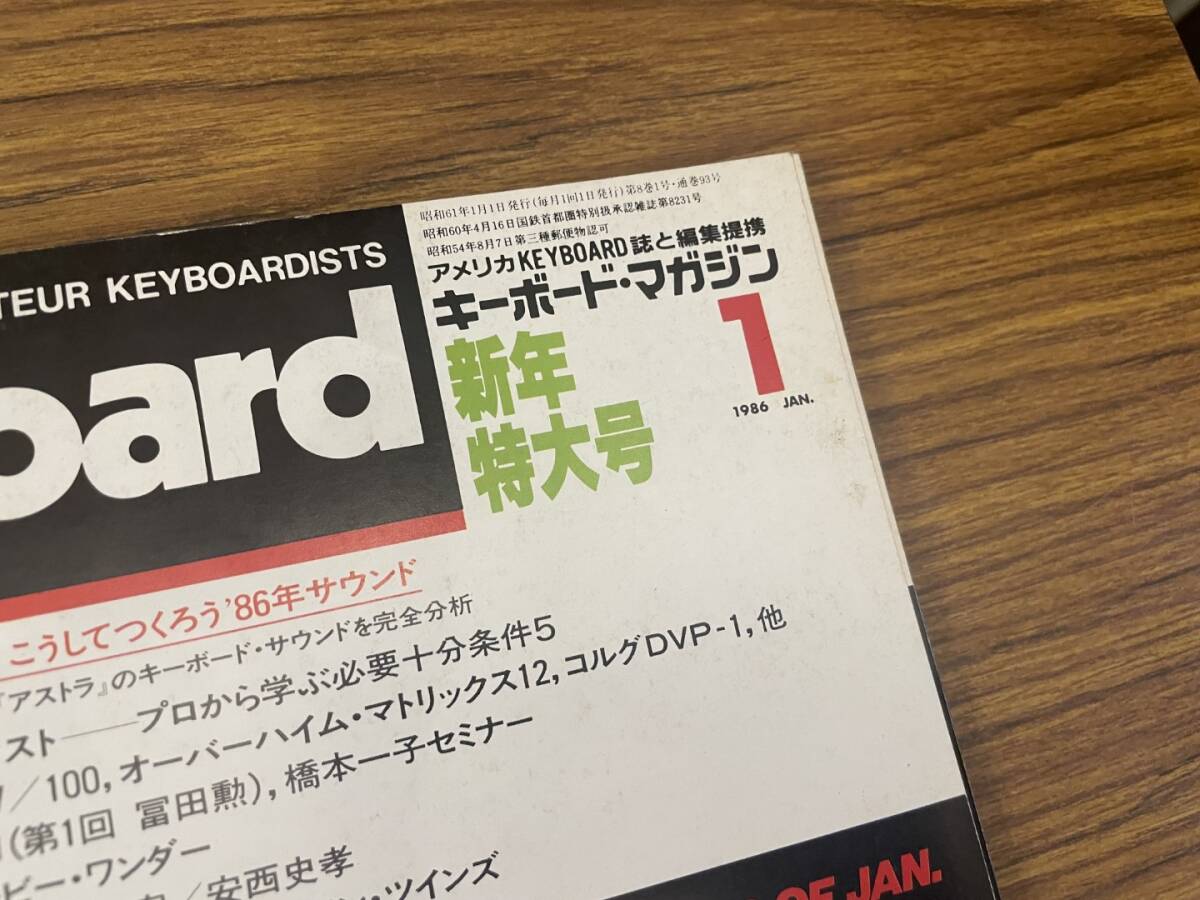 昭和61年1月1日発行(毎月1回1日発行)第8巻1号・通巻93号
昭和60年4月16日国鉄首都圏特別扱承認雑誌第8231号
昭和54年8月7日第三種郵便物認可
アメリカKEYBOARD誌と編集提携
キーボード・マガジン
TEUR KEYBOARDISTS
oard
新年
特大号
1
1986 JAN.
こうしてつくろう'86年サウンド
『アストラ』のキーボード・サウンドを完全分析
スト——プロから学ぶ必要十分条件5
/100,オーバーハイム・マトリックス12,コルグDVP-1,他
(第1回 冨田勲),橋本一子セミナー
ビー・ワンダー
/安西史孝
ツインズ
OF JAN.